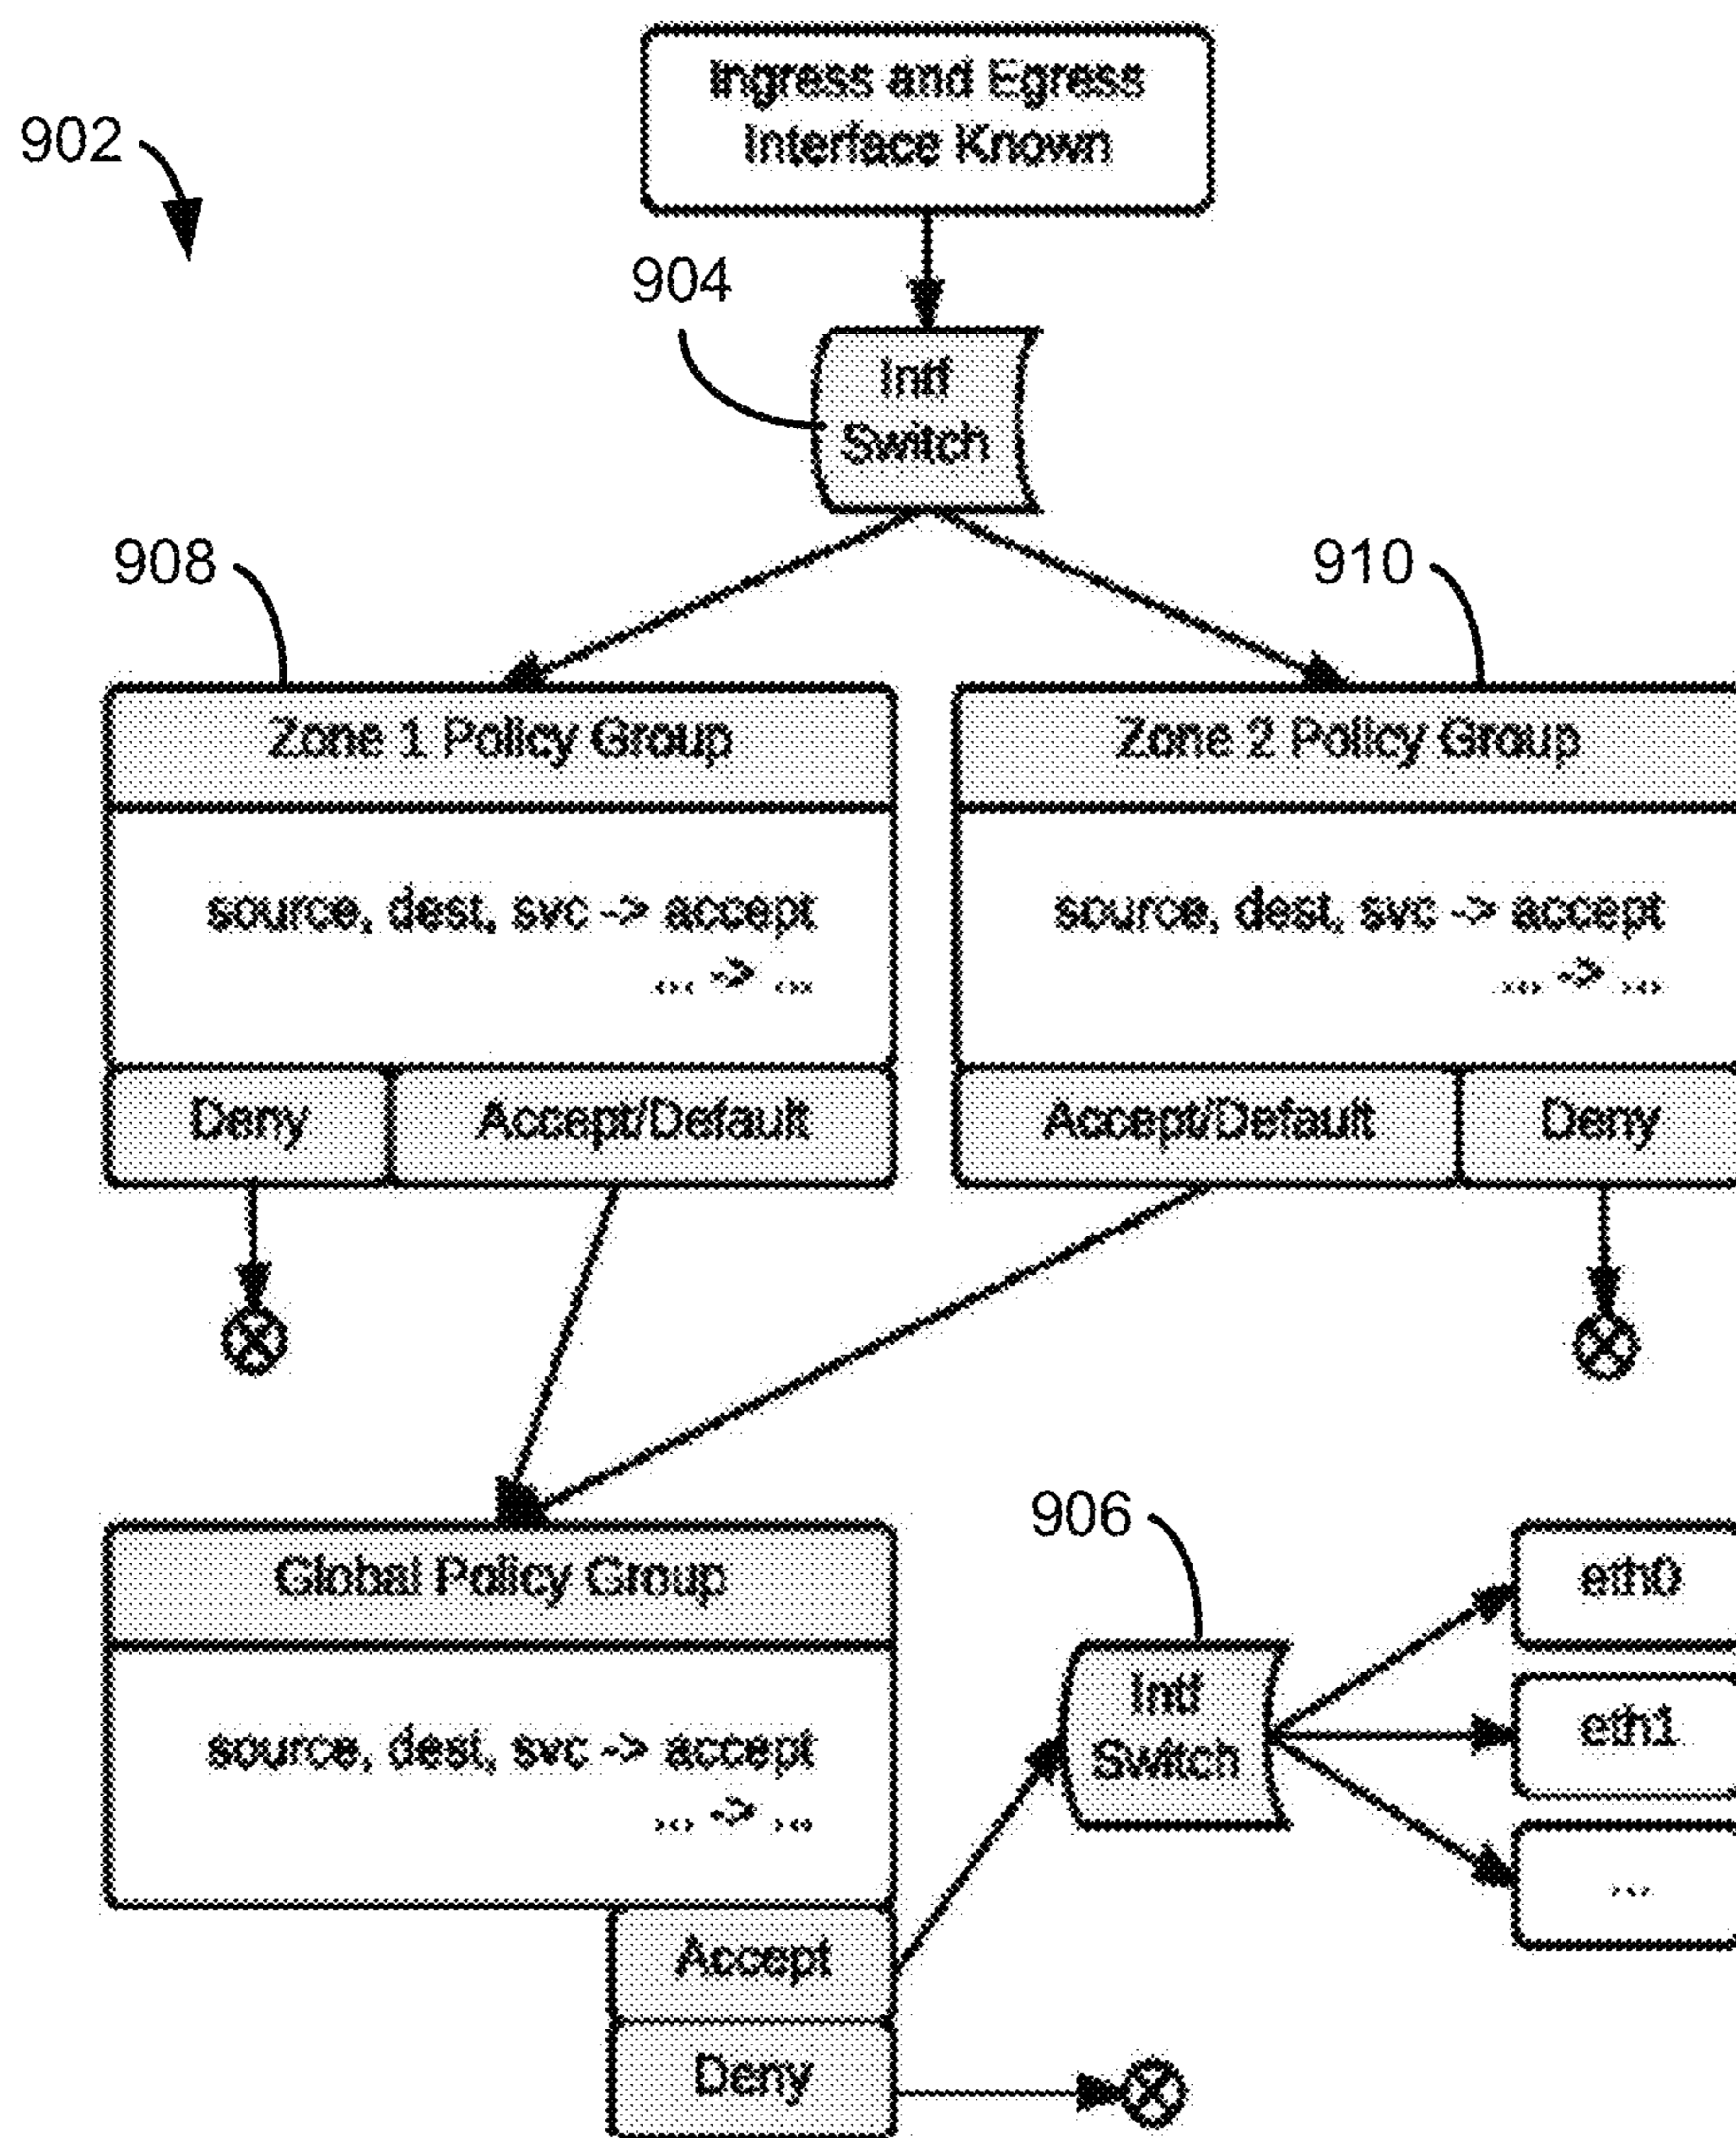 Ingress and Egress
Interface Known
902
904
Intf
Switch
908
910
Zone 1 Policy Group
source, dest, svc -> accept
... -> ...
Deny
Accept/Default
Zone 2 Policy Group
source, dest, svc -> accept
... -> ...
Accept/Default
Deny
Global Policy Group
source, dest, svc -> accept
... -> ...
Accept
Deny
906
Intf
Switch
eth0
eth1
...